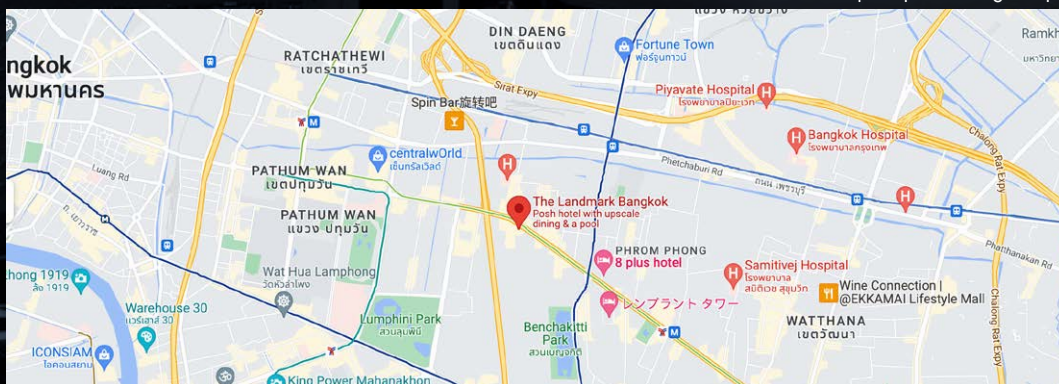 DIN DAENG
เขตดินแดง
Fortune Town
ฟอร์จูนทาวน์
RATCHATHEWI
เขตราชเทวี
ngkok
พมหานคร
Sirat Expy
Piyavate Hospital
โรงพยาบาลปิยะเวท
Spin Bar旋转吧
Bangkok Hospital
โรงพยาบาลกรุงเทพ
Chalong Rat Expy
centralwOrld
เซ็นทรัลเวิลด์
Phetchaburi Rd
ถนน เพชรบุรี
Luang Rd
PATHUM WAN
เขตปทุมวัน
The Landmark Bangkok
Posh hotel with upscale
dining & a pool
PATHUM WAN
แขวง ปทุมวัน
PHROM PHONG
8 plus hotel
Phatthanakan Rd
Samitivej Hospital
โรงพยาบาล
สมิติเวช สุขุมวิท
Wat Hua Lamphong
วัดหัวลำโพง
hong 1919
ล้ง 1919
Wine Connection |
@EKKAMAI Lifestyle Mall
レンブラント タワー
Warehouse 30
แวร์เฮาส์ 30
Lumphini Park
สวนลุมพินี
WATTHANA
เขตวัฒนา
Benchakitti
Park
สวนเบญจกิติ
Chalong Rat Expy
ICONSIAM
ไอคอนสยาม
King Power Mahanakhon